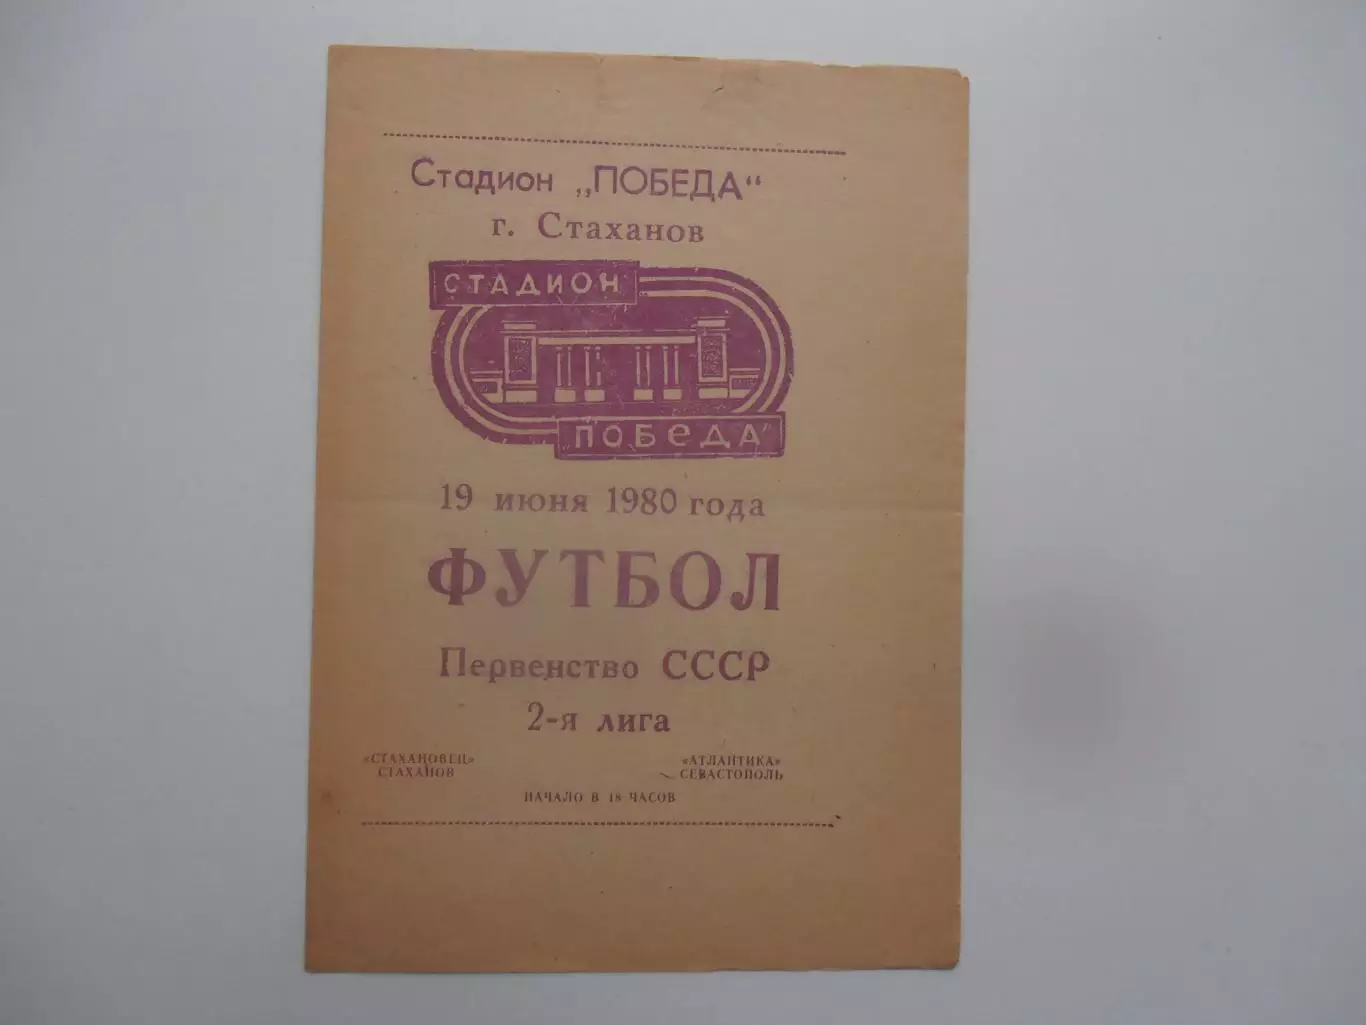 Стадион „ПОБЕДА"
г. Стаханов
СТАДИОН
ПОБЕДА
19 июня 1980 года
ФУТБОЛ
Первенство СССР
2-я лига
«СТАХАНОВЕЦ» «АТЛАНТИКА»
СТАХАНОВ СЕВАСТОПОЛЬ
НАЧАЛО В 18 ЧАСОВ